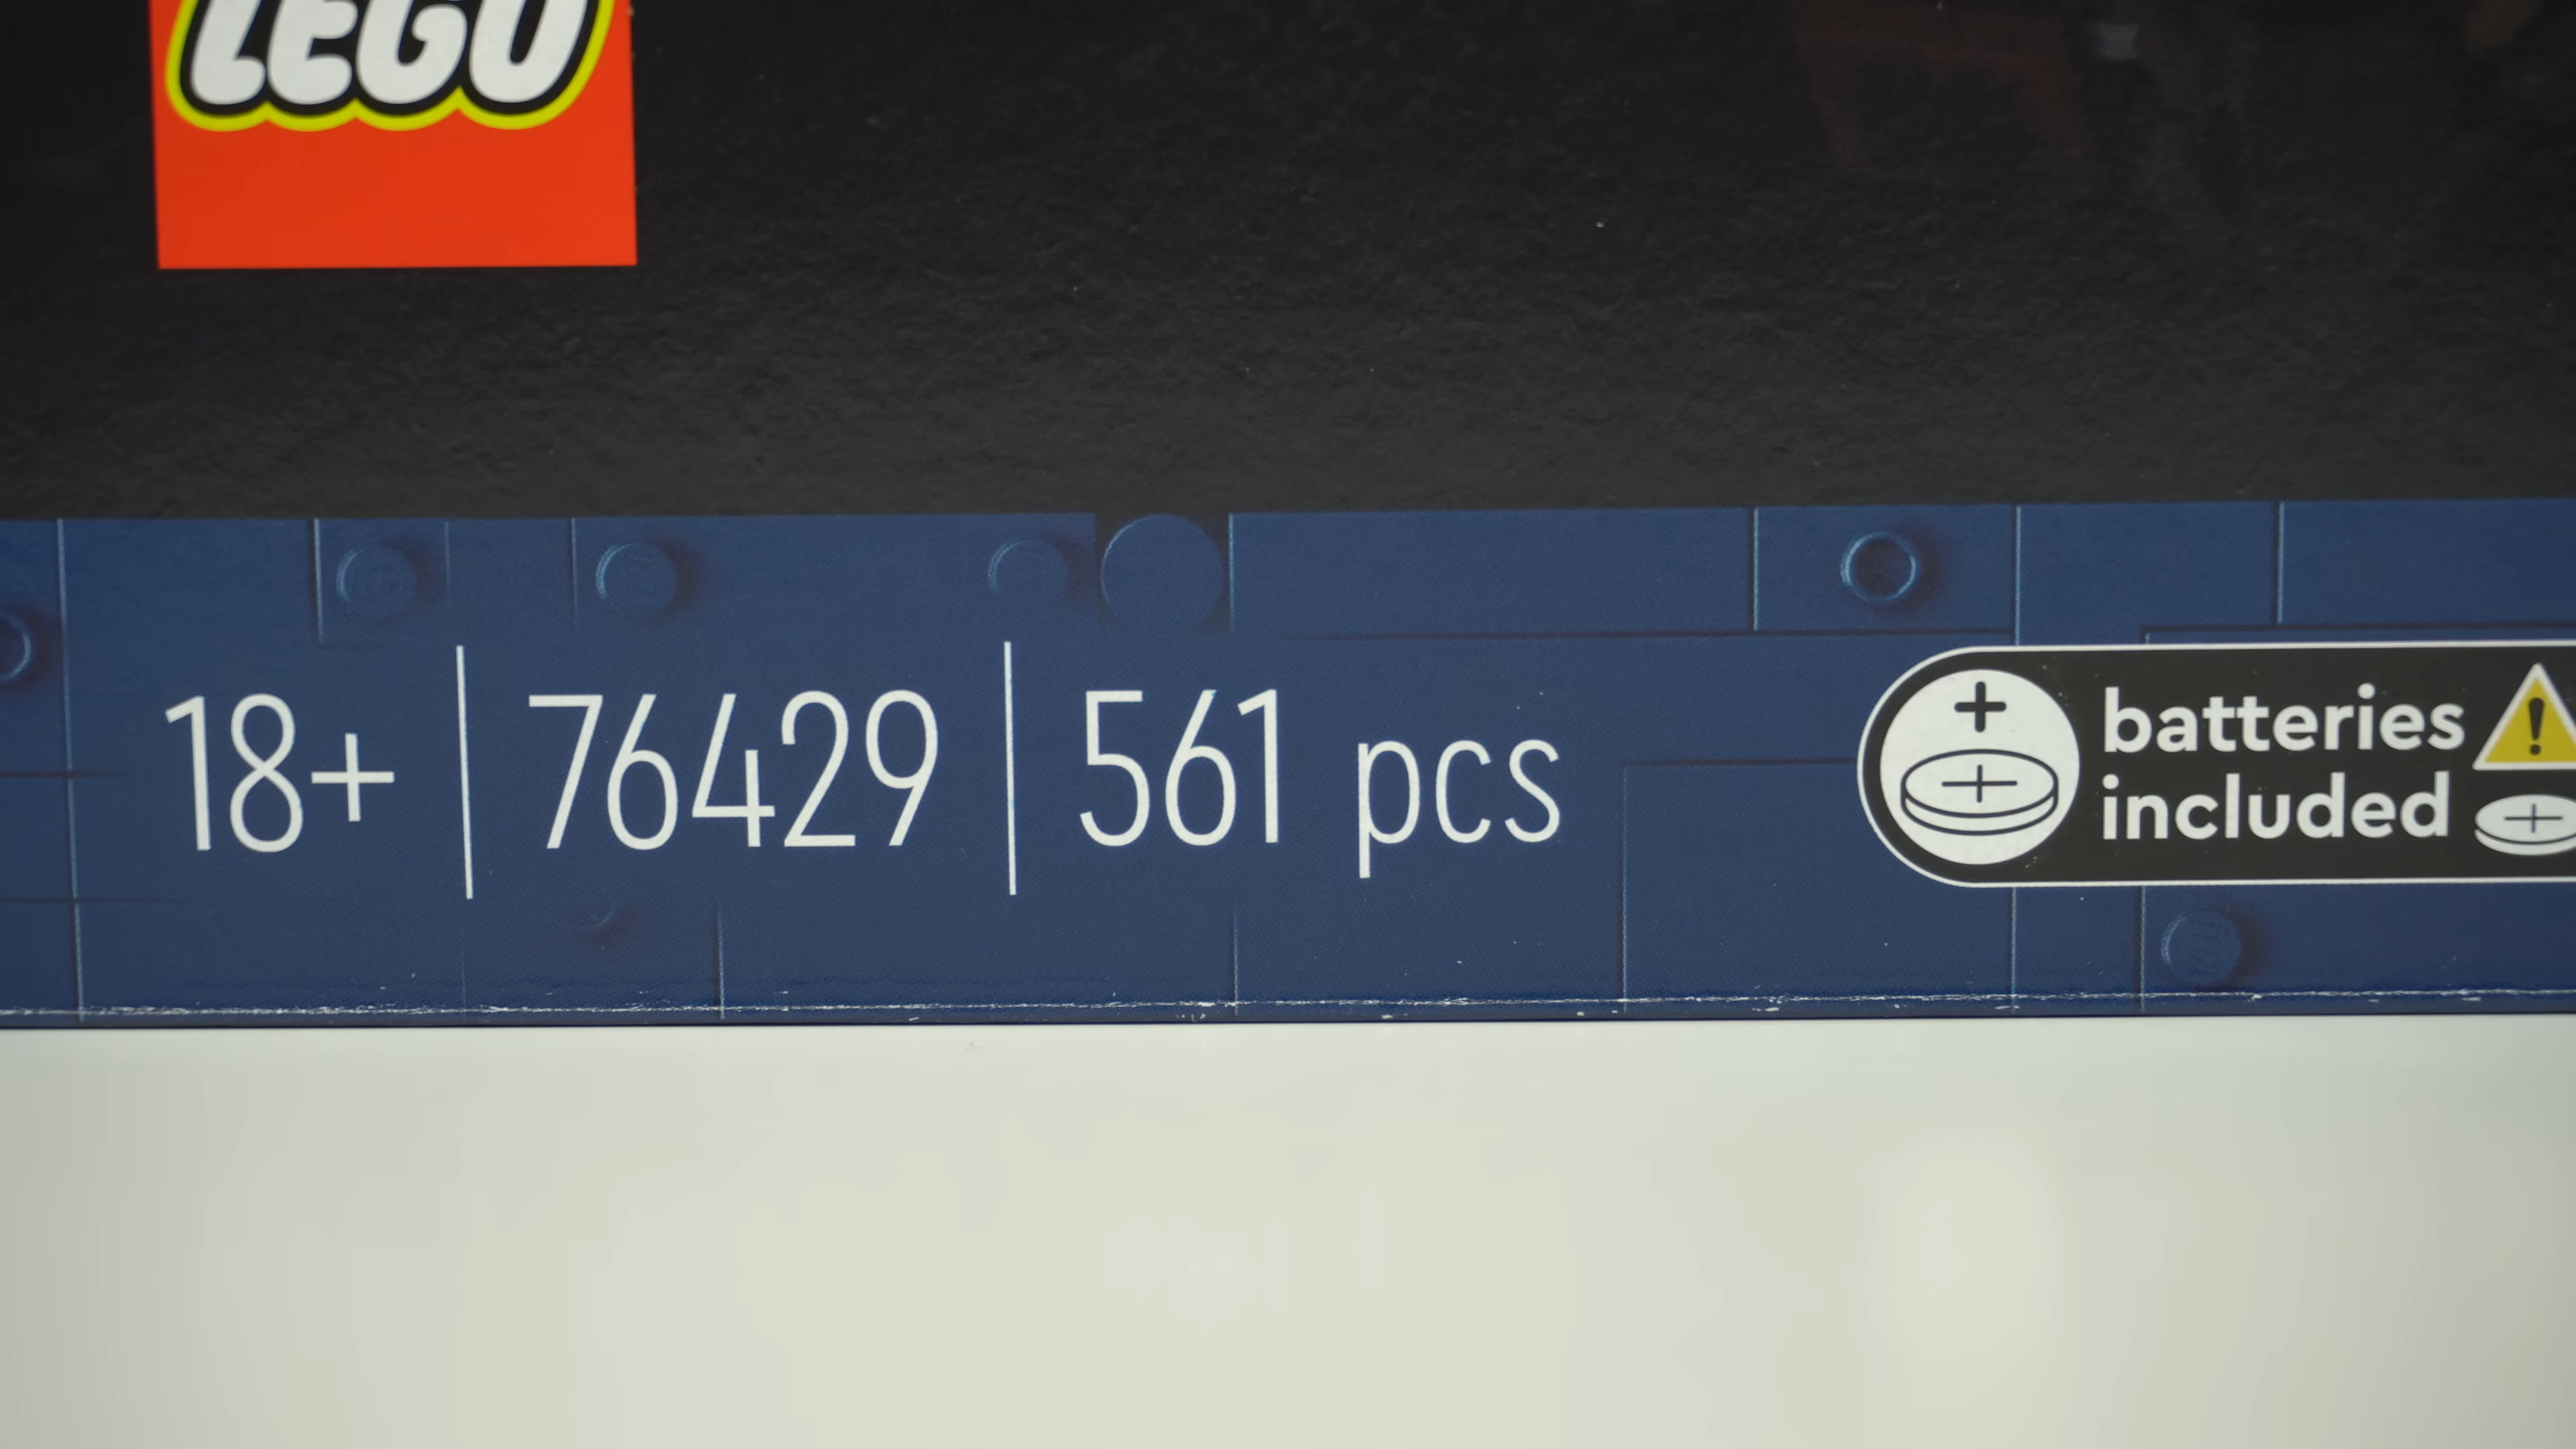 LEGO
18+ | 76429 | 561 pcs
batteries
included